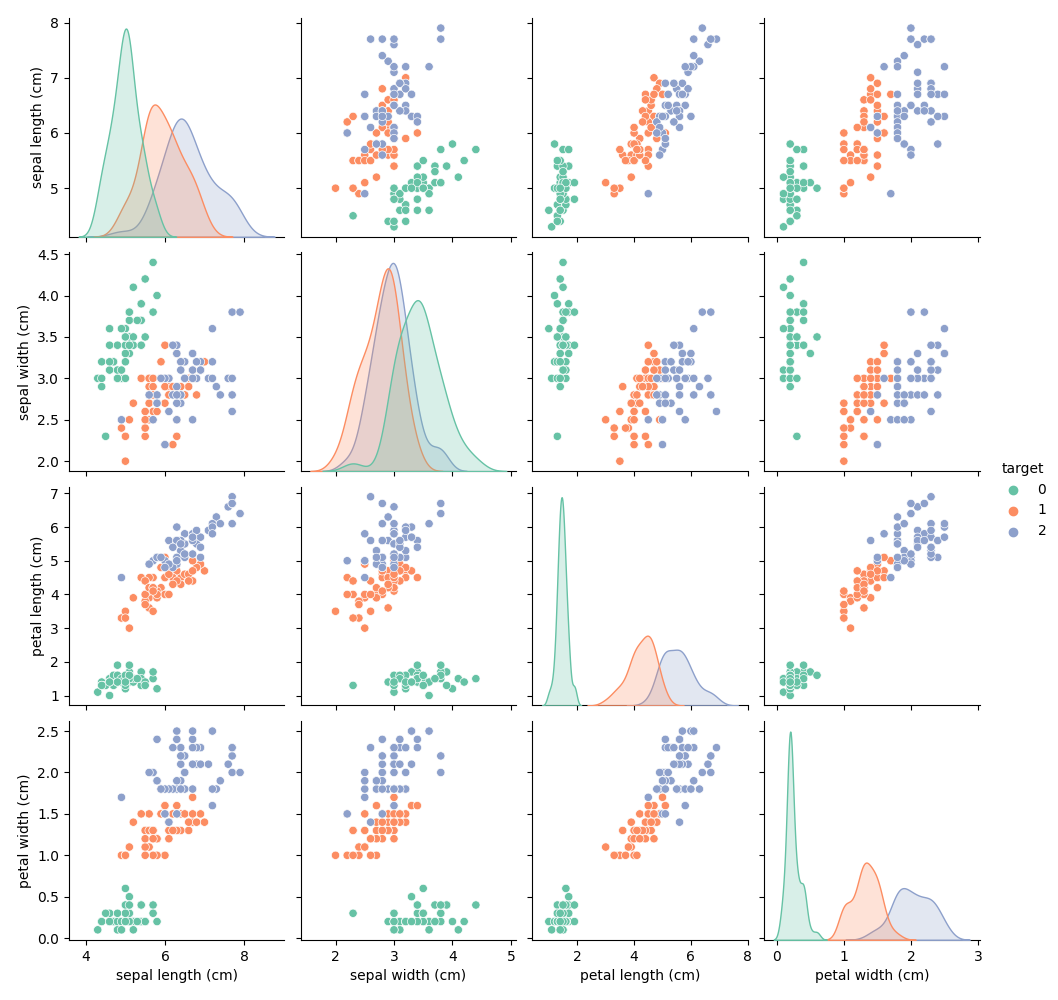 8
7
6
5
sepal length (cm)
4.5
4.0
3.5
3.0
2.5
2.0
sepal width (cm)
target
0
1
2
7
6
5
4
3
2
1
petal length (cm)
2.5
2.0
1.5
1.0
0.5
0.0
petal width (cm)
4 6 8
2 3 4 5
2 4 6 8
0 1 2 3
sepal length (cm)
sepal width (cm)
petal length (cm)
petal width (cm)